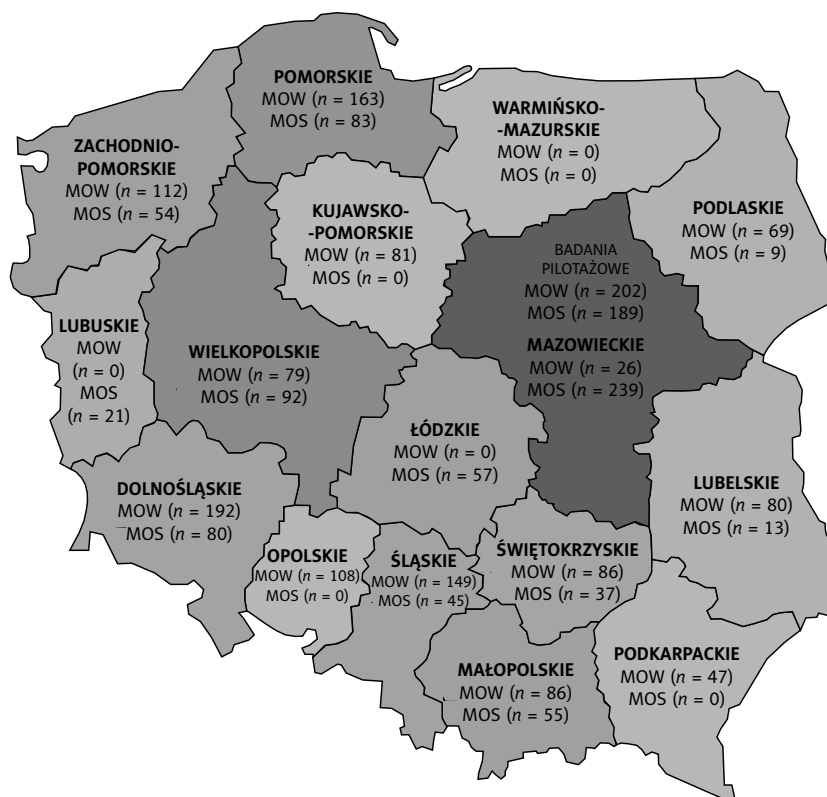 POMORSKIE
MOW (n = 163)
MOS (n = 83)
WARMIŃSKO-
-MAZURSKIE
MOW (n = 0)
MOS (n = 0)
ZACHODNIO-
POMORSKIE
MOW (n = 112)
MOS (n = 54)
KUJAWSKO-
-POMORSKIE
MOW (n = 81)
MOS (n = 0)
PODLASKIE
MOW (n = 69)
MOS (n = 9)
BADANIA
PILOTAŻOWE
MOW (n = 202)
MOS (n = 189)
MAZOWIECKIE
MOW (n = 26)
MOS (n = 239)
LUBUSKIE
MOW
(n = 0)
MOS
(n = 21)
WIELKOPOLSKIE
MOW (n = 79)
MOS (n = 92)
ŁÓDZKIE
MOW (n = 0)
MOS (n = 57)
LUBELSKIE
MOW (n = 80)
MOS (n = 13)
DOLNOŚLĄSKIE
MOW (n = 192)
MOS (n = 80)
OPOLSKIE
MOW (n = 108)
MOS (n = 0)
ŚLĄSKIE
MOW (n = 149)
MOS (n = 45)
ŚWIĘTOKRZYSKIE
MOW (n = 86)
MOS (n = 37)
MAŁOPOLSKIE
MOW (n = 86)
MOS (n = 55)
PODKARPACKIE
MOW (n = 47)
MOS (n = 0)